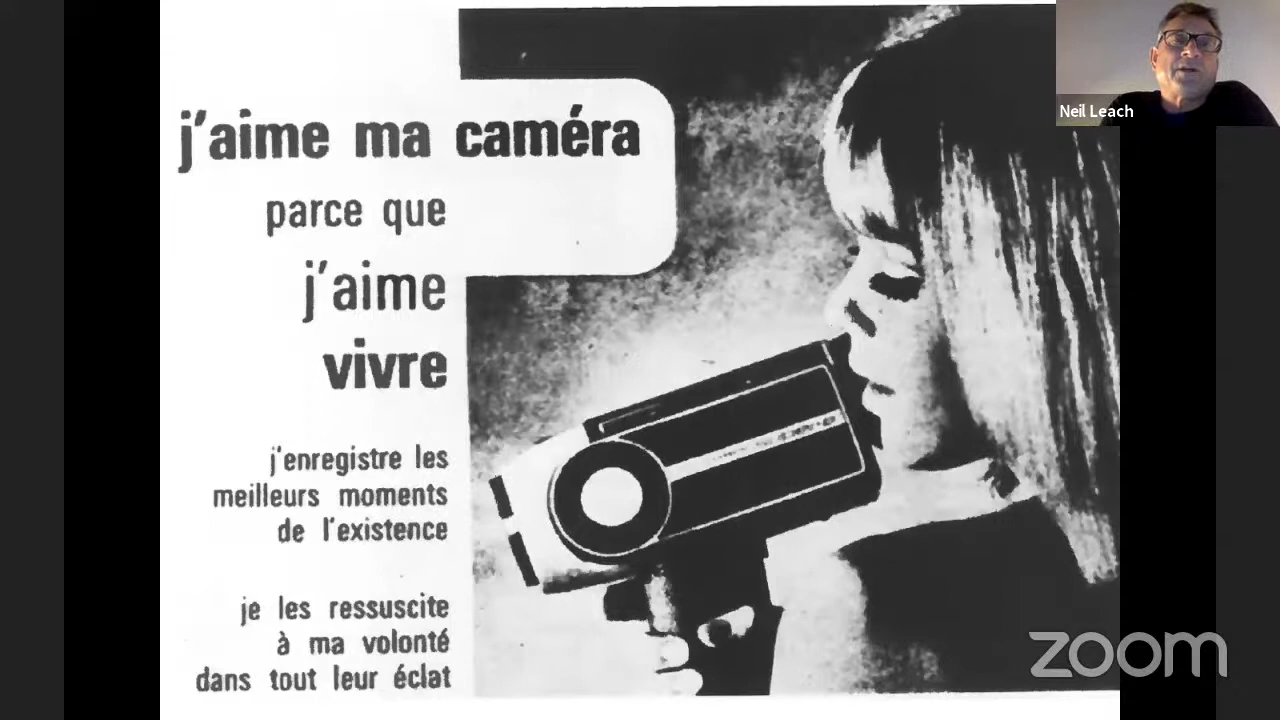 Neil Leach
j'aime ma caméra
parce que
j'aime
vivre
j'enregistre les
meilleurs moments
de l'existence
je les ressuscite
à ma volonté
dans tout leur éclat
zoom